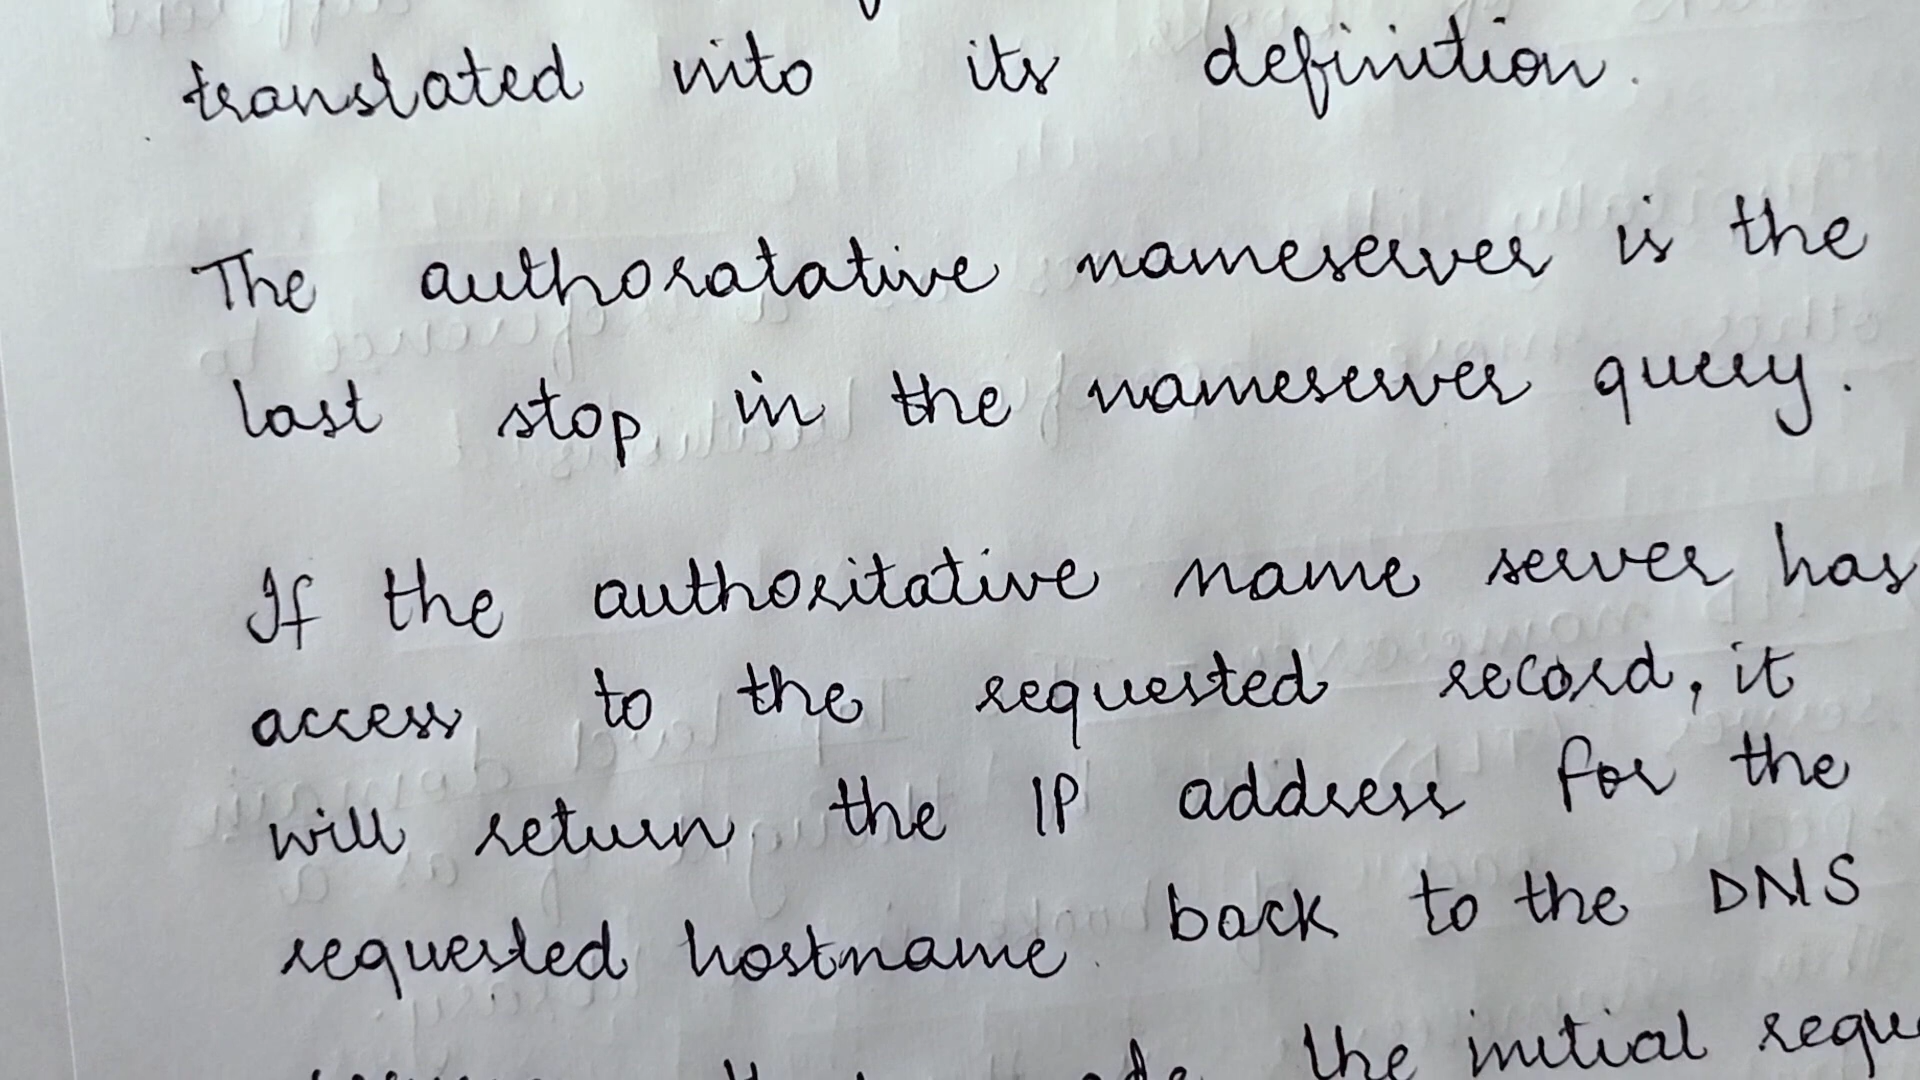 translated into its definition.
The authoratative nameserver is the
last stop in the nameserver query.
If the authoritative name server has
access to the requested record, it
will return the IP address for the
requested hostname back to the DNS
the initial